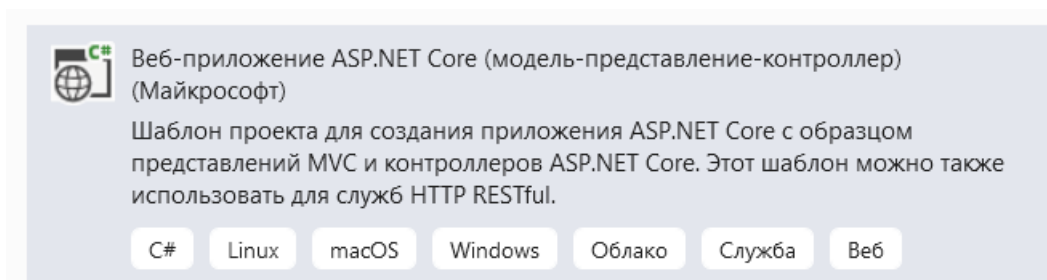 C#
Веб-приложение ASP.NET Core (модель-представление-контроллер)
(Майкрософт)
Шаблон проекта для создания приложения ASP.NET Core с образцом
представлений MVC и контроллеров ASP.NET Core. Этот шаблон можно также
использовать для служб HTTP RESTful.
C# Linux macOS Windows Облако Служба Веб